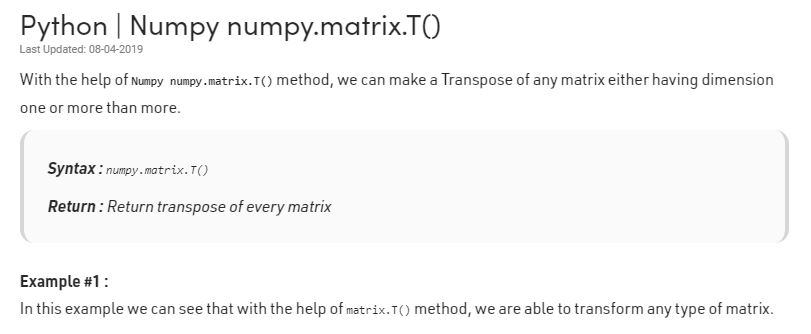 Python | Numpy numpy.matrix.T()
Last Updated: 08-04-2019
With the help of Numpy numpy.matrix.T() method, we can make a Transpose of any matrix either having dimension
one or more than more.
Syntax : numpy.matrix.T()
Return : Return transpose of every matrix
Example #1 :
In this example we can see that with the help of matrix.T() method, we are able to transform any type of matrix.